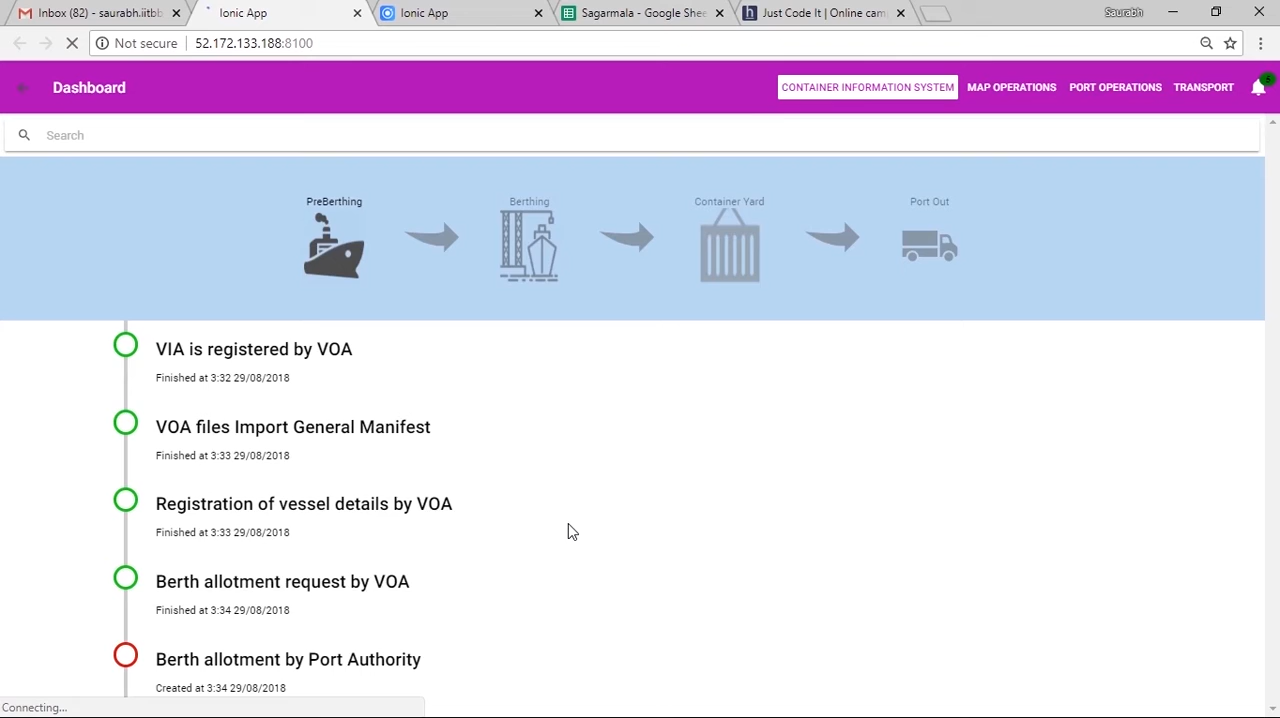 Inbox (82) - saurabh.iitbb
Ionic App
Ionic App
Sagarmala - Google Shee
Just Code It | Online cam
Saurabh
Not secure
52.172.133.188:8100
Dashboard
CONTAINER INFORMATION SYSTEM
MAP OPERATIONS
PORT OPERATIONS
TRANSPORT
Search
PreBerthing
Berthing
Container Yard
Port Out
VIA is registered by VOA
Finished at 3:32 29/08/2018
VOA files Import General Manifest
Finished at 3:33 29/08/2018
Registration of vessel details by VOA
Finished at 3:33 29/08/2018
Berth allotment request by VOA
Finished at 3:34 29/08/2018
Berth allotment by Port Authority
Created at 3:34 29/08/2018
Connecting...